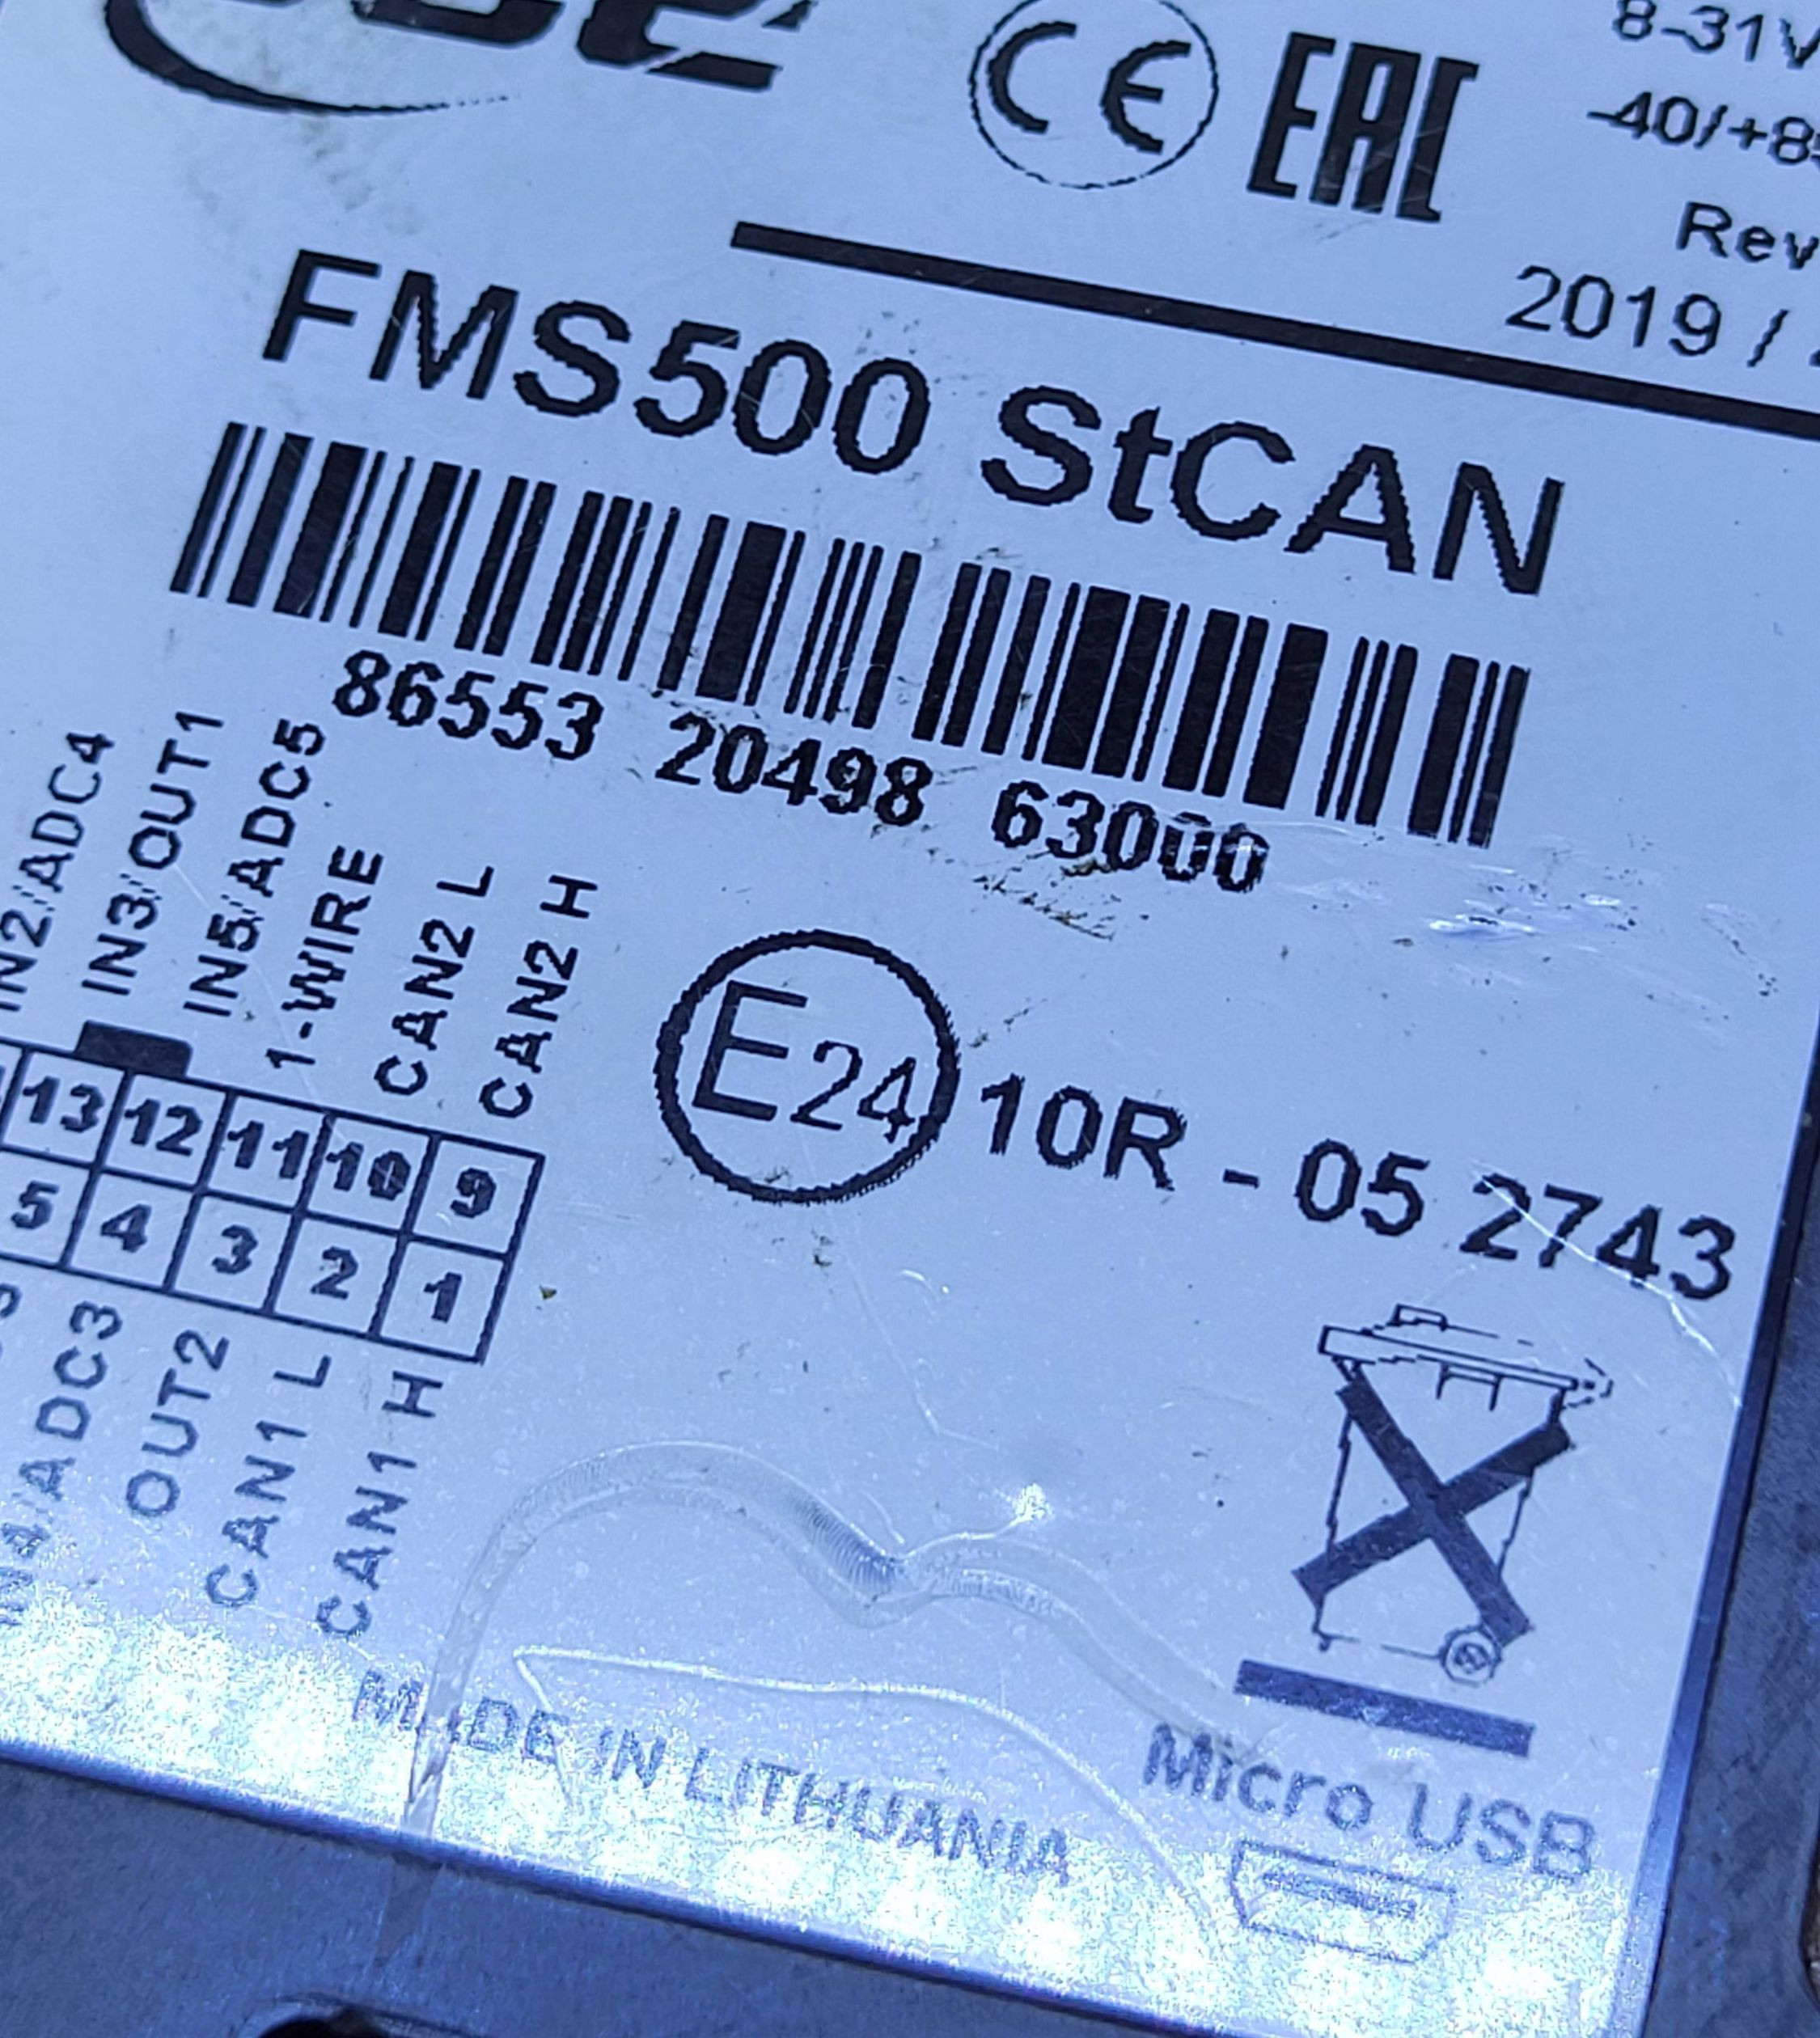 8-31V
-40/+8
Rev
2019 /
FMS500 StCAN
86553 20498 63000
IN2/ADC4
IN3/OUT1
IN5/ADC5
1-WIRE
CAN2 L
CAN2 H
13 12 11 10 9
5 4 3 2 1
ADC3
OUT2
CAN1 L
CAN1 H
E24 10R - 05 2743
MADE IN LITHUANIA
Micro USB